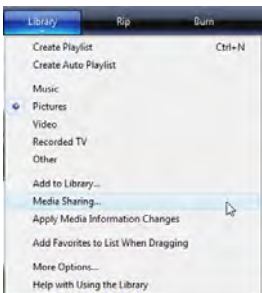 Library Rip Burn
Create Playlist Ctrl+N
Create Auto Playlist
Music
Pictures
Video
Recorded TV
Other
Add to Library...
Media Sharing...
Apply Media Information Changes
Add Favorites to List When Dragging
More Options...
Help with Using the Library